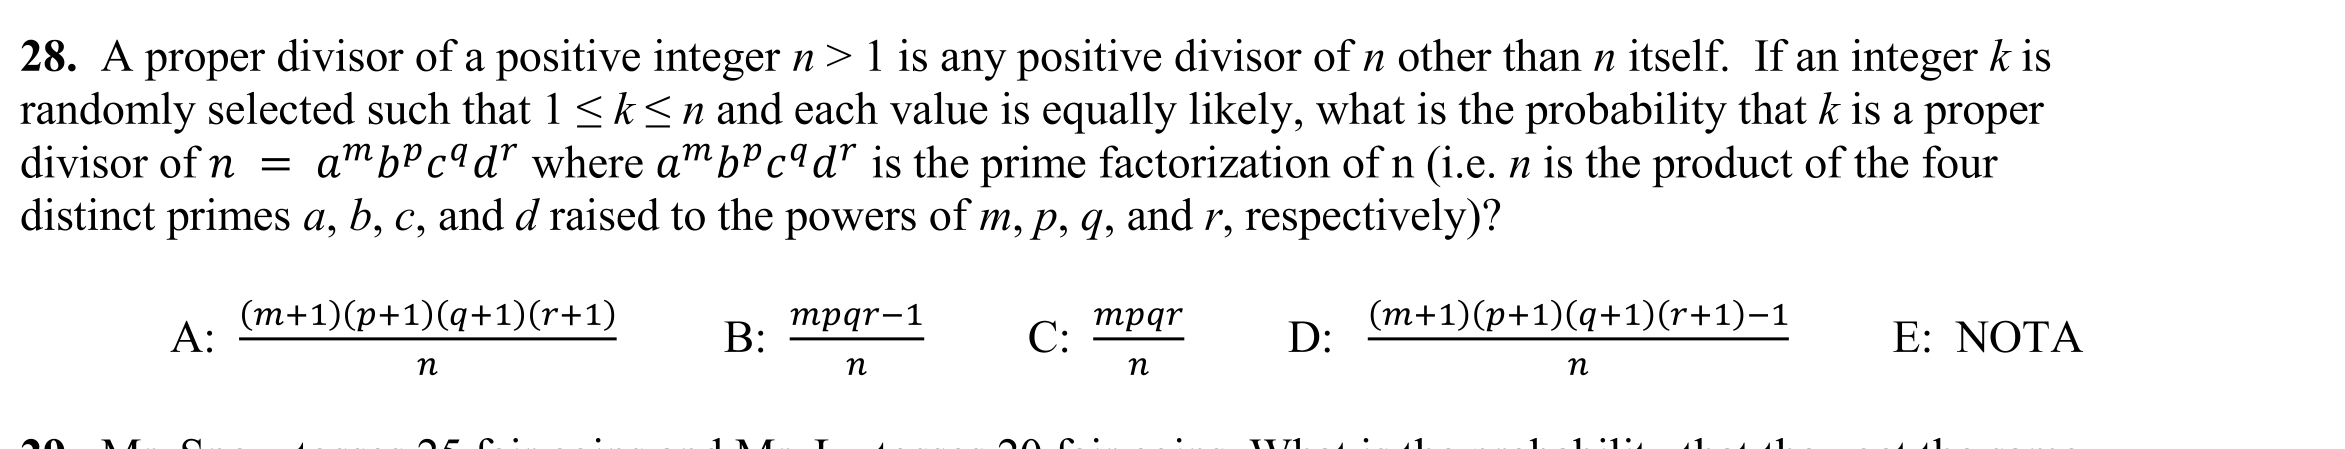 28. A proper divisor of a positive integer n > 1 is any positive divisor of n other than n itself. If an integer k is
randomly selected such that 1 ≤ k ≤ n and each value is equally likely, what is the probability that k is a proper
divisor of n = a^m b^p c^q d^r where a^m b^p c^q d^r is the prime factorization of n (i.e. n is the product of the four
distinct primes a, b, c, and d raised to the powers of m, p, q, and r, respectively)?
A: (m+1)(p+1)(q+1)(r+1)/n B: mpqr−1/n C: mpqr/n D: (m+1)(p+1)(q+1)(r+1)−1/n E: NOTA